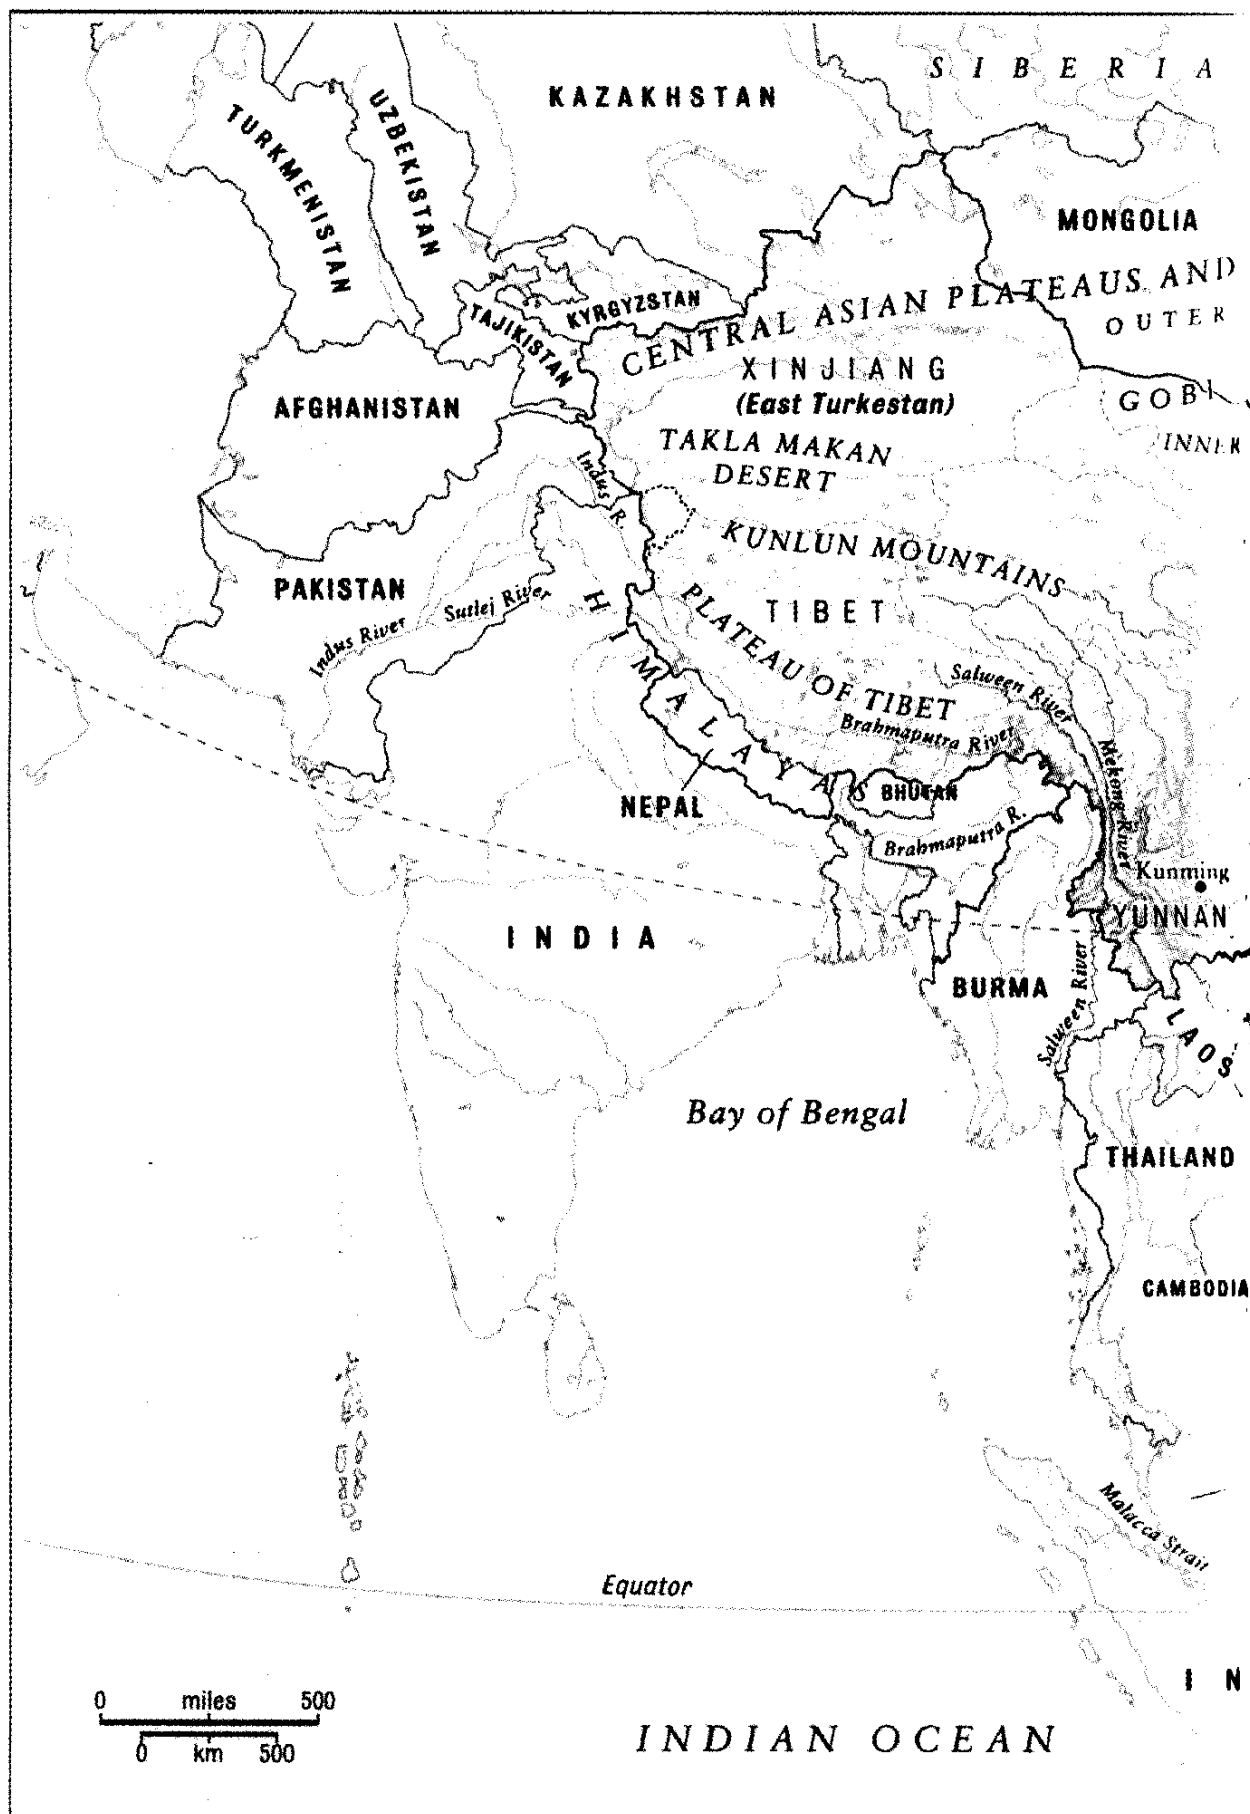 SIBERIA
KAZAKHSTAN
UZBEKISTAN
TURKMENISTAN
MONGOLIA
CENTRAL ASIAN PLATEAUS AND
KYRGYZSTAN
TAJIKISTAN
OUTER
XINJIANG
(East Turkestan)
GOBI
AFGHANISTAN
INNER
TAKLA MAKAN
DESERT
Indus R.
KUNLUN MOUNTAINS
PAKISTAN
Sutlej River
Indus River
HIMALAYAS
TIBET
PLATEAU OF TIBET
Salween River
Brahmaputra River
Mekong River
NEPAL
BHUTAN
Brahmaputra R.
Kunming
YUNNAN
INDIA
BURMA
Salween River
LAOS
Bay of Bengal
THAILAND
CAMBODIA
Malacca Strait
Equator
IN
0 miles 500
0 km 500
INDIAN OCEAN